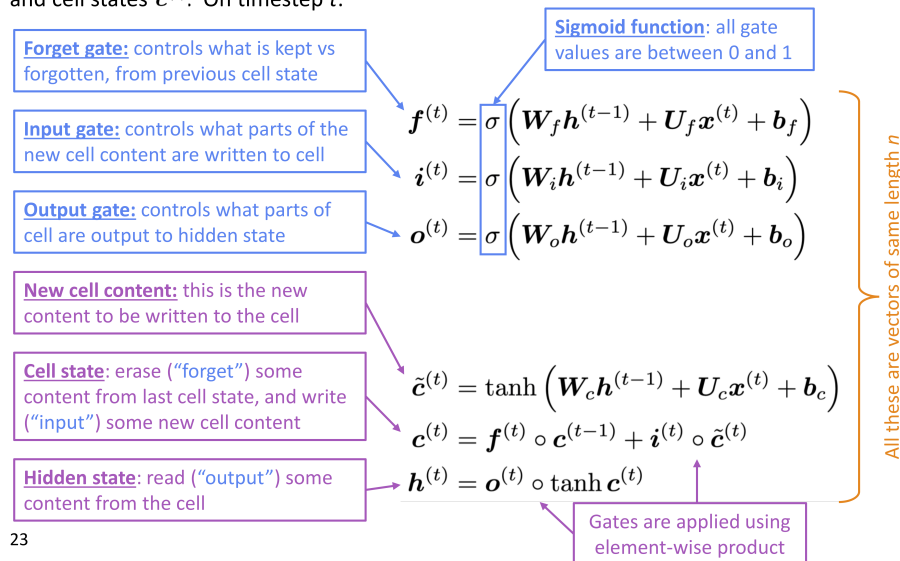 and cell states On timestep t:
Forget gate: controls what is kept vs
forgotten, from previous cell state
Sigmoid function: all gate
values are between 0 and 1
f^(t) = σ(W_f h^(t−1) + U_f x^(t) + b_f)
Input gate: controls what parts of the
new cell content are written to cell
i^(t) = σ(W_i h^(t−1) + U_i x^(t) + b_i)
Output gate: controls what parts of
cell are output to hidden state
o^(t) = σ(W_o h^(t−1) + U_o x^(t) + b_o)
New cell content: this is the new
content to be written to the cell
c̃^(t) = tanh(W_c h^(t−1) + U_c x^(t) + b_c)
Cell state: erase (“forget”) some
content from last cell state, and write
(“input”) some new cell content
c^(t) = f^(t) ∘ c^(t−1) + i^(t) ∘ c̃^(t)
Hidden state: read (“output”) some
content from the cell
h^(t) = o^(t) ∘ tanh c^(t)
Gates are applied using
element-wise product
All these are vectors of same length n
23